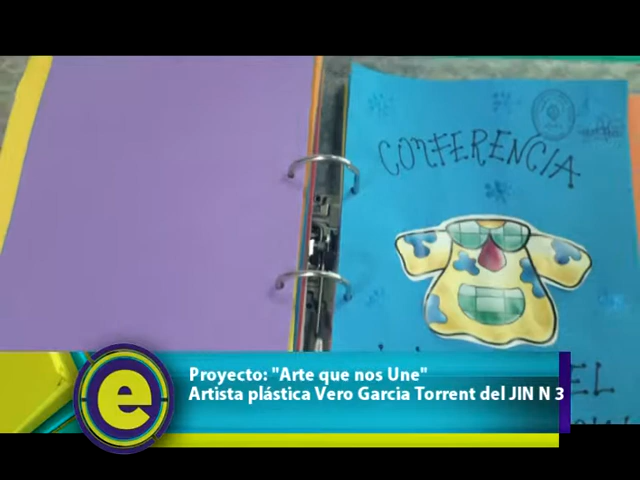 CONFERENCIA
EL
e
Proyecto: "Arte que nos Une"
Artista plástica Vero Garcia Torrent del JIN N 3